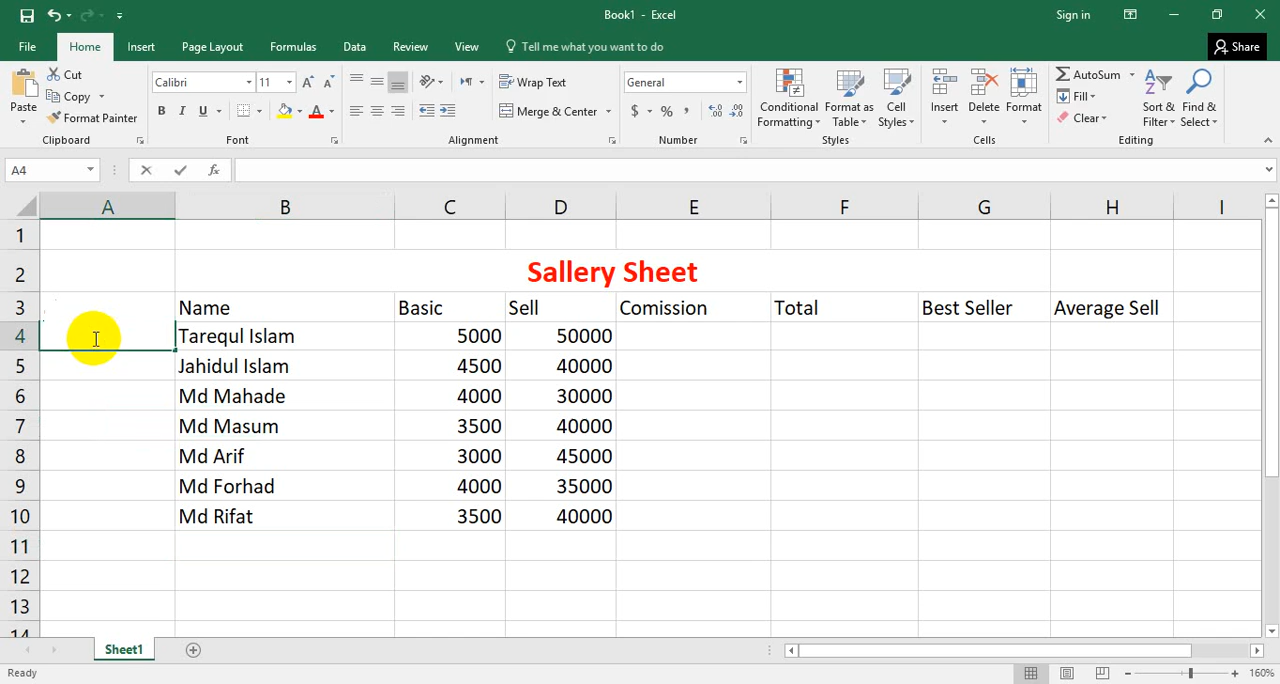 Book1 - Excel
Sign in
File Home Insert Page Layout Formulas Data Review View Tell me what you want to do
Share
Paste
Cut
Copy
Format Painter
Clipboard
Calibri 11
B I U
Font
Wrap Text
Merge & Center
Alignment
General
$ % ,
Number
Conditional Formatting
Format as Table
Cell Styles
Styles
Insert Delete Format
Cells
AutoSum
Fill
Clear
Sort & Filter
Find & Select
Editing
A4
fx
A B C D E F G H I
1
2 Sallery Sheet
3 Name Basic Sell Comission Total Best Seller Average Sell
4 Tarequl Islam 5000 50000
5 Jahidul Islam 4500 40000
6 Md Mahade 4000 30000
7 Md Masum 3500 40000
8 Md Arif 3000 45000
9 Md Forhad 4000 35000
10 Md Rifat 3500 40000
11
12
13
14
Sheet1
Ready
160%